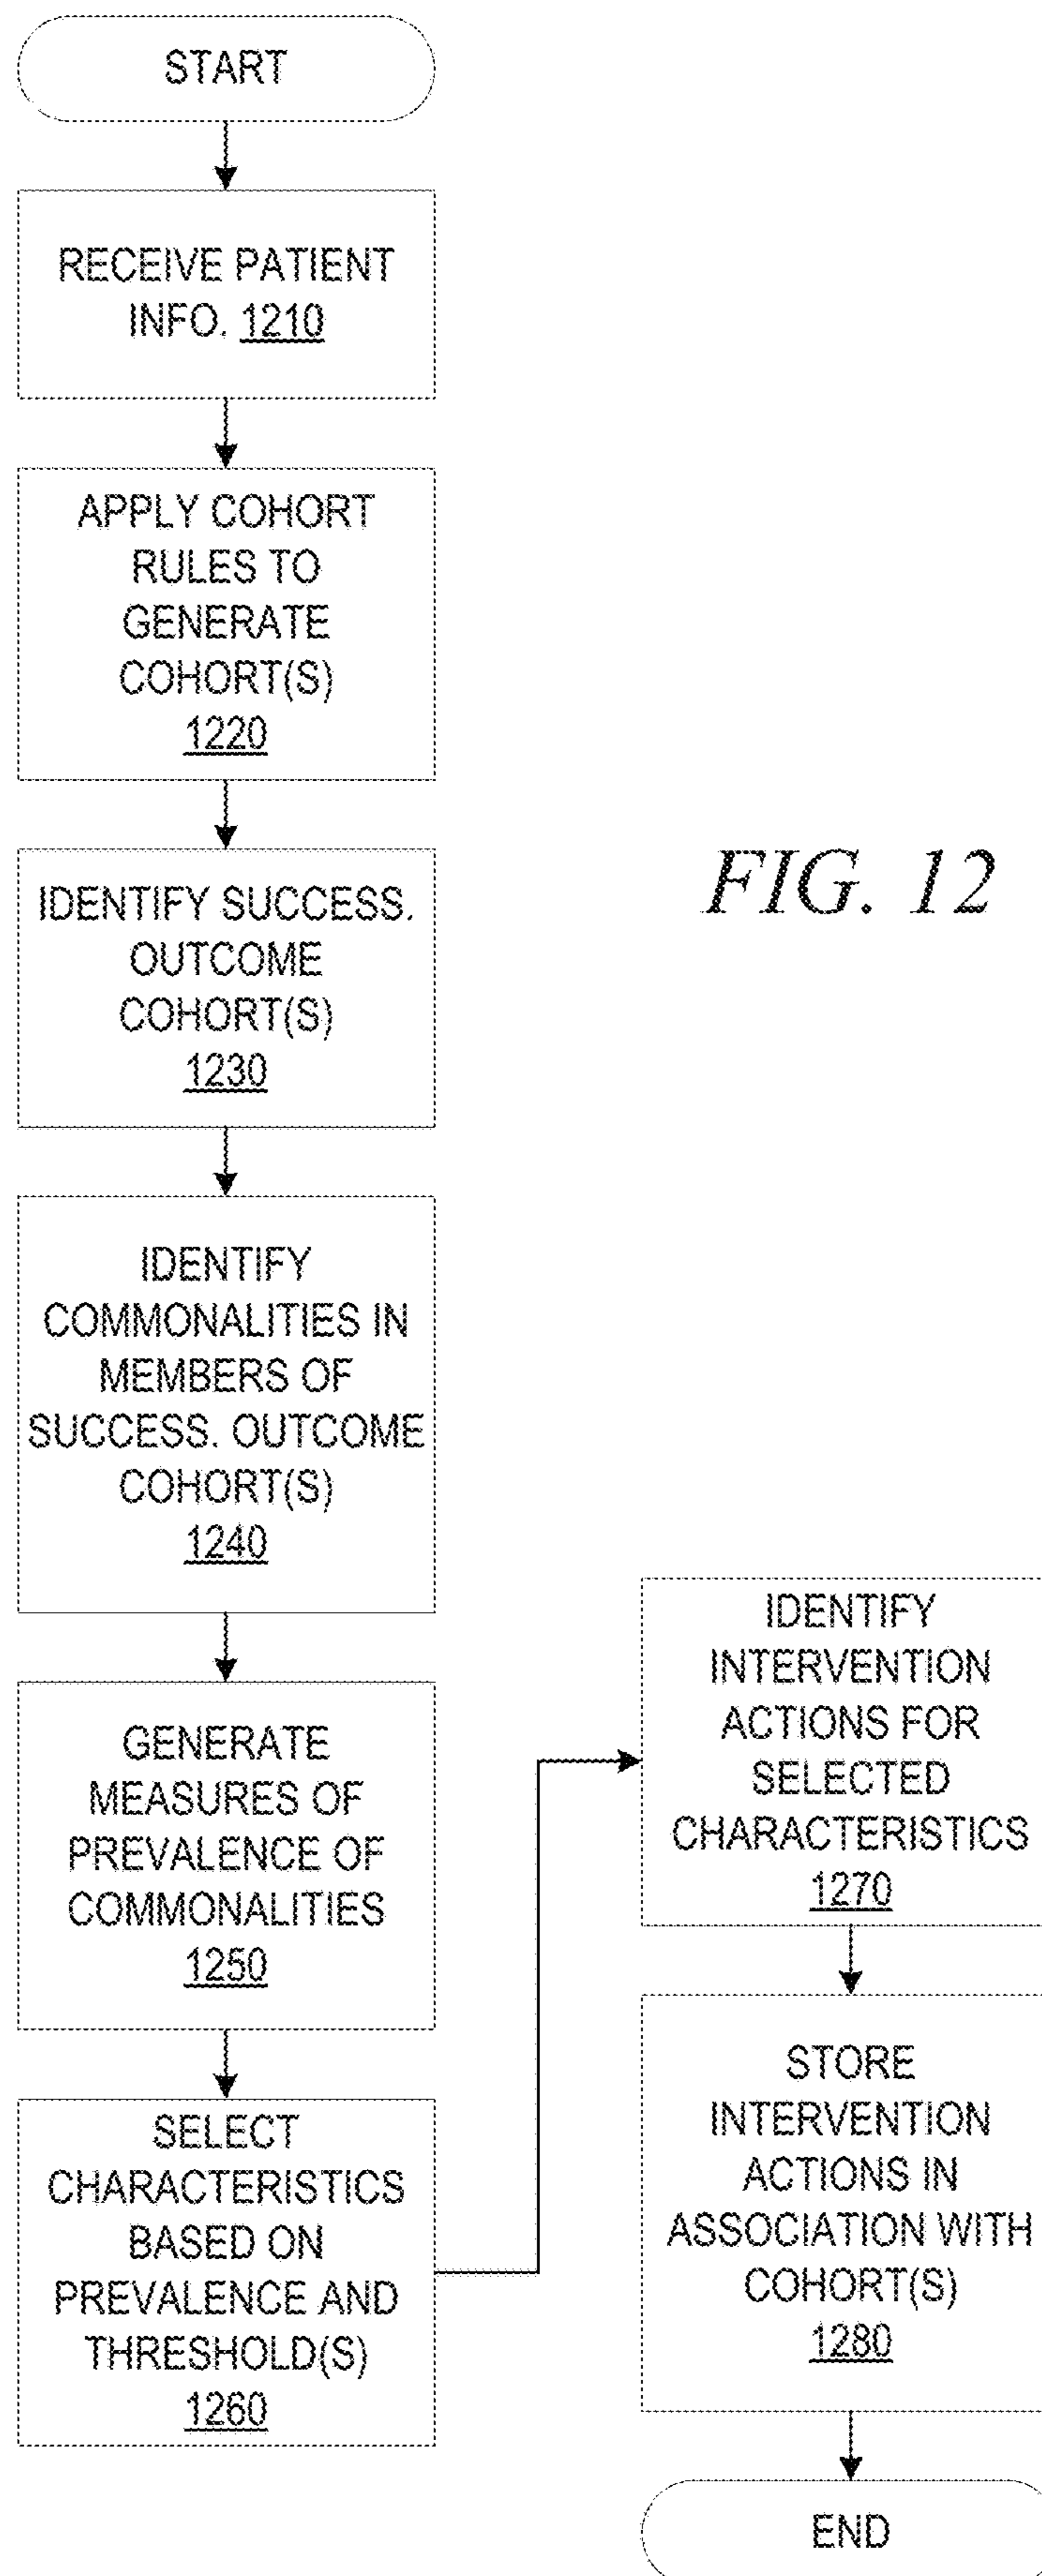 START
RECEIVE PATIENT
INFO. 1210
APPLY COHORT
RULES TO
GENERATE
COHORT(S)
1220
IDENTIFY SUCCESS.
OUTCOME
COHORT(S)
1230
FIG. 12
IDENTIFY
COMMONALITIES IN
MEMBERS OF
SUCCESS. OUTCOME
COHORT(S)
1240
GENERATE
MEASURES OF
PREVALENCE OF
COMMONALITIES
1250
SELECT
CHARACTERISTICS
BASED ON
PREVALENCE AND
THRESHOLD(S)
1260
IDENTIFY
INTERVENTION
ACTIONS FOR
SELECTED
CHARACTERISTICS
1270
STORE
INTERVENTION
ACTIONS IN
ASSOCIATION WITH
COHORT(S)
1280
END